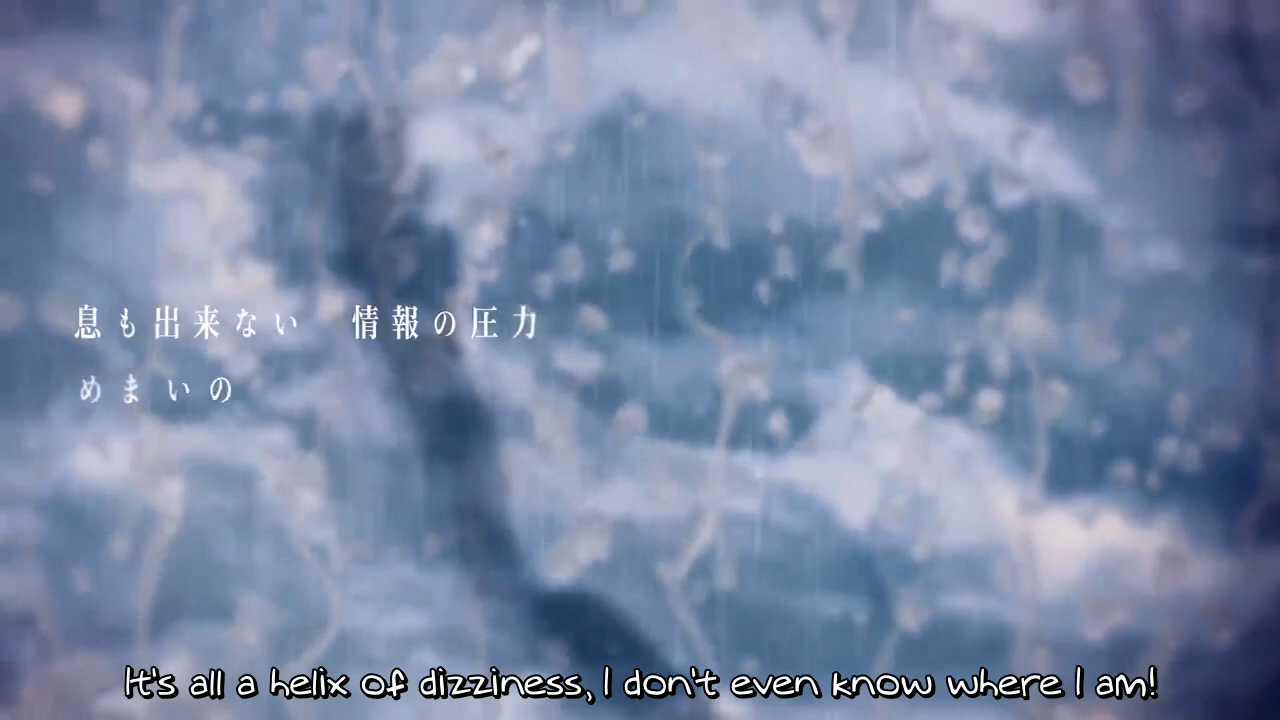 息も出来ない　情報の圧力
めまいの
It's all a helix of dizziness, I don't even know where I am!